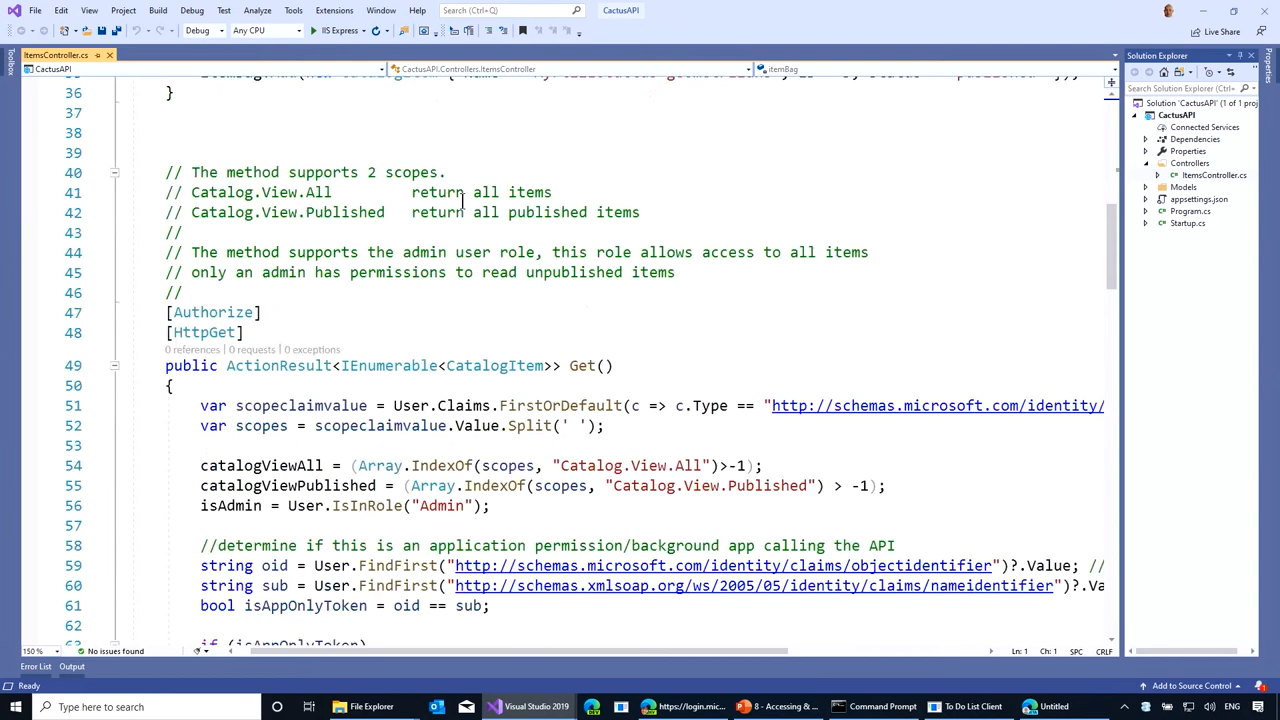 File Edit View Project Build Debug Test Analyze Tools Extensions Window Help Search (Ctrl+Q) CactusAPI
Debug Any CPU IIS Express Live Share
ItemsController.cs
CactusAPI CactusAPI.Controllers.ItemsController itemBag
Toolbox
36 }
37
38
39
40 // The method supports 2 scopes.
41 // Catalog.View.All return all items
42 // Catalog.View.Published return all published items
43 //
44 // The method supports the admin user role, this role allows access to all items
45 // only an admin has permissions to read unpublished items
46 //
47 [Authorize]
48 [HttpGet]
0 references | 0 requests | 0 exceptions
49 public ActionResult<IEnumerable<CatalogItem>> Get()
50 {
51 var scopeclaimvalue = User.Claims.FirstOrDefault(c => c.Type == "http://schemas.microsoft.com/identity/
52 var scopes = scopeclaimvalue.Value.Split(' ');
53
54 catalogViewAll = (Array.IndexOf(scopes, "Catalog.View.All")>-1);
55 catalogViewPublished = (Array.IndexOf(scopes, "Catalog.View.Published") > -1);
56 isAdmin = User.IsInRole("Admin");
57
58 //determine if this is an application permission/background app calling the API
59 string oid = User.FindFirst("http://schemas.microsoft.com/identity/claims/objectidentifier")?.Value; //
60 string sub = User.FindFirst("http://schemas.xmlsoap.org/ws/2005/05/identity/claims/nameidentifier")?.Va
61 bool isAppOnlyToken = oid == sub;
62
63 if (isAppOnlyToken)
150 % No issues found Ln: 1 Ch: 1 SPC CRLF
Solution Explorer
Search Solution Explorer (Ctrl+
Solution 'CactusAPI' (1 of 1 proj
CactusAPI
Connected Services
Dependencies
Properties
Controllers
ItemsController.cs
Models
appsettings.json
Program.cs
Startup.cs
Properties
Error List Output
Ready Add to Source Control 1
Type here to search File Explorer Visual Studio 2019 https://login.mic... 8 - Accessing & ... Command Prompt To Do List Client Untitled ENG